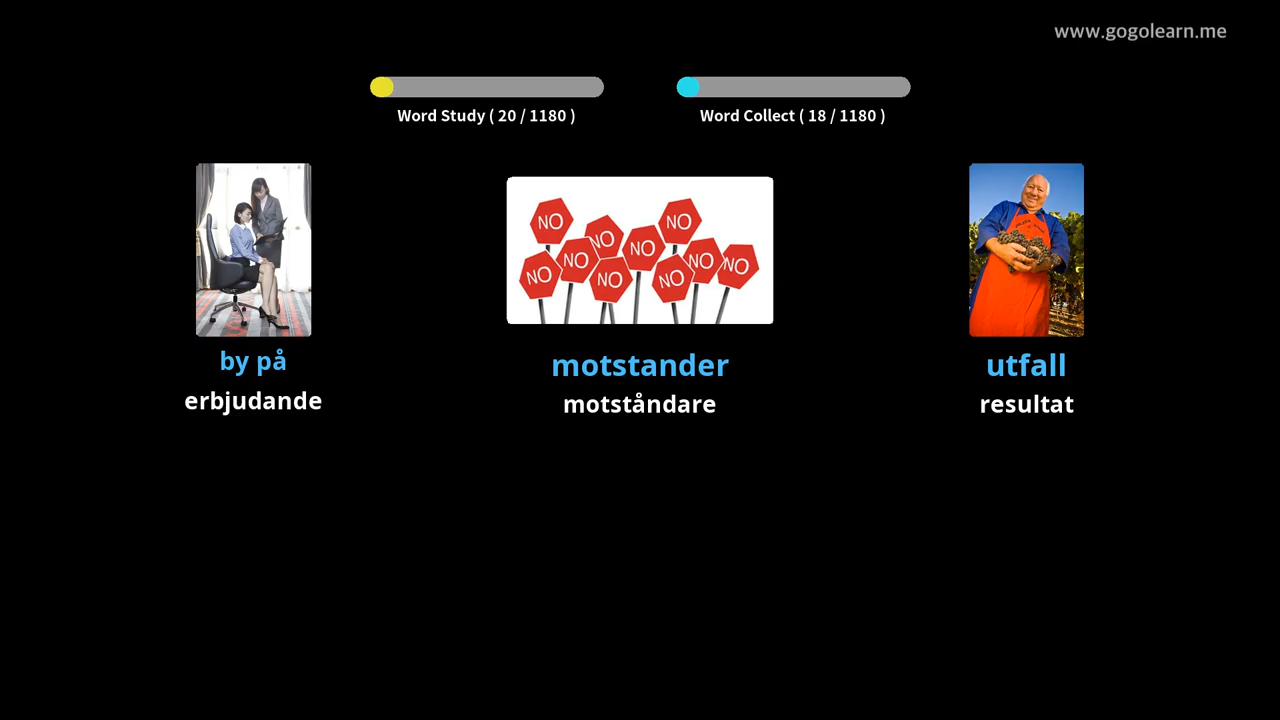 www.gogolearn.me
Word Study ( 20 / 1180 )
Word Collect ( 18 / 1180 )
NO
NO
NO
NO
NO
NO
NO
NO
NO
NO
by på
motstander
utfall
erbjudande
motståndare
resultat